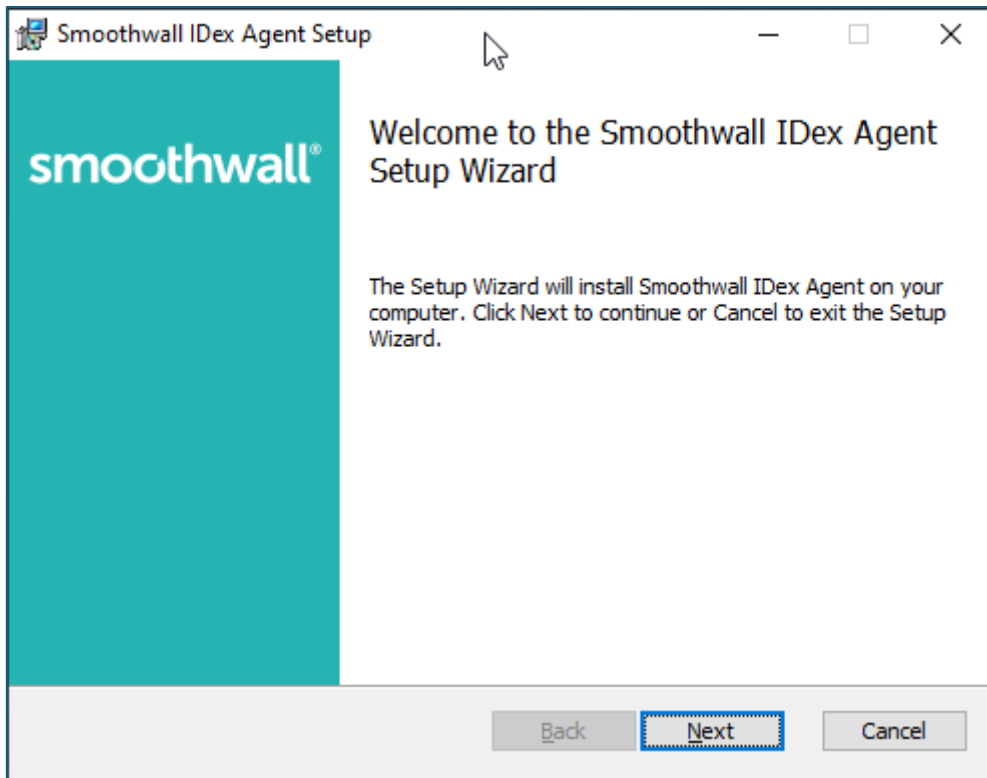 Smoothwall IDex Agent Setup
smoothwall®
Welcome to the Smoothwall IDex Agent
Setup Wizard
The Setup Wizard will install Smoothwall IDex Agent on your
computer. Click Next to continue or Cancel to exit the Setup
Wizard.
Back
Next
Cancel